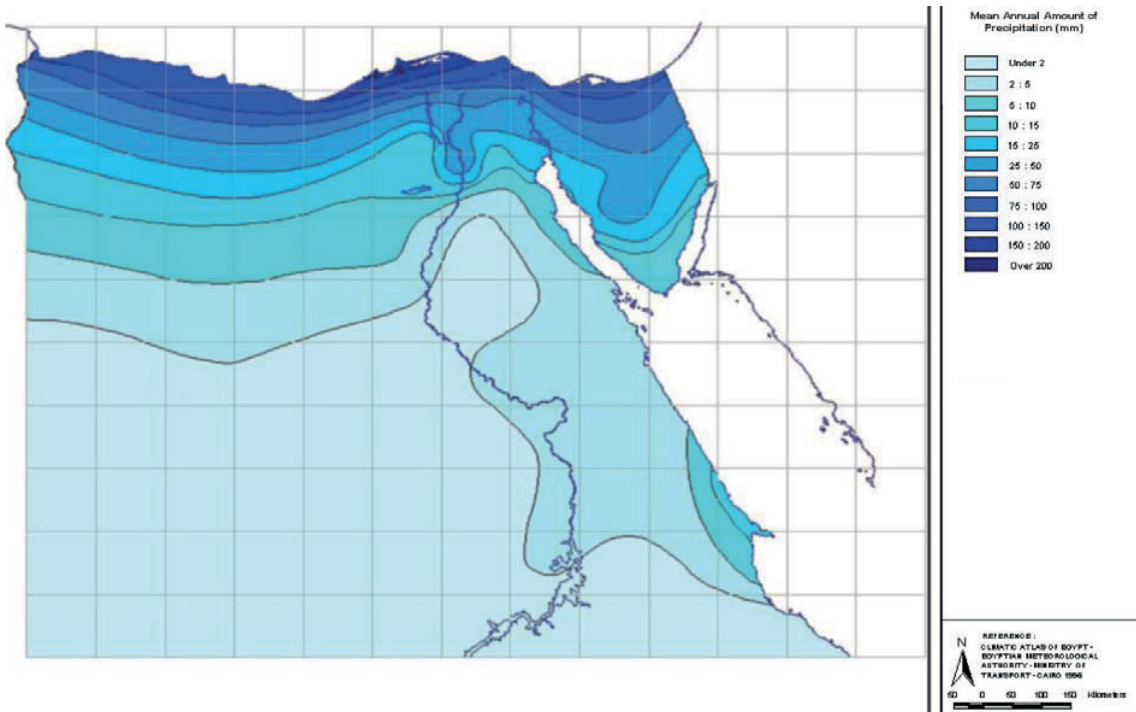 Mean Annual Amount of
Precipitation (mm)
Under 2
2 : 5
5 : 10
10 : 15
15 : 25
25 : 50
50 : 75
75 : 100
100 : 150
150 : 200
Over 200
N
REFERENCE :
CLIMATIC ATLAS OF EGYPT -
EGYPTIAN METEOROLOGICAL
AUTHORITY - MINISTRY OF
TRANSPORT - CAIRO 1996
50 0 50 100 150 Kilometers